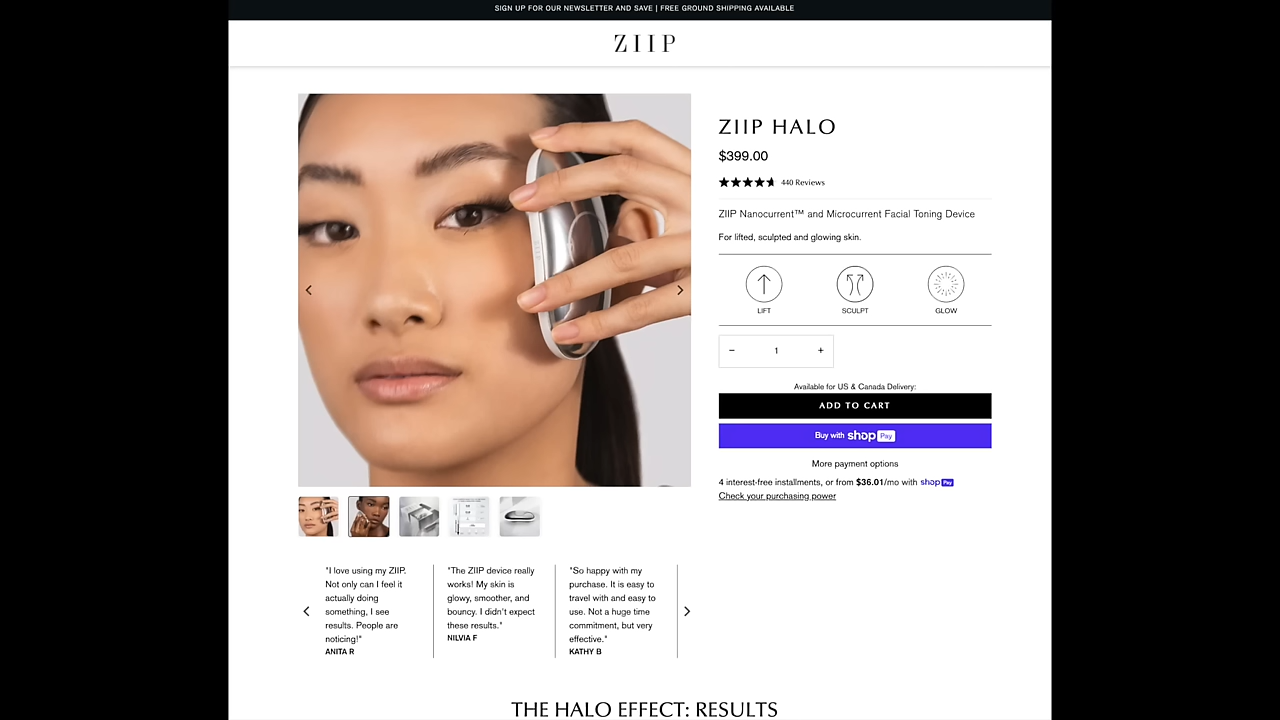 SIGN UP FOR OUR NEWSLETTER AND SAVE | FREE GROUND SHIPPING AVAILABLE
ZIIP
ZIIP HALO
$399.00
440 Reviews
ZIIP Nanocurrent™ and Microcurrent Facial Toning Device
For lifted, sculpted and glowing skin.
LIFT
SCULPT
GLOW
− 1 +
Available for US & Canada Delivery:
ADD TO CART
Buy with shop Pay
More payment options
4 interest-free installments, or from $36.01/mo with shop Pay
Check your purchasing power
"I love using my ZIIP.
Not only can I feel it
actually doing
something, I see
results. People are
noticing!"
ANITA R
"The ZIIP device really
works! My skin is
glowy, smoother, and
bouncy. I didn't expect
these results."
NILVIA F
"So happy with my
purchase. It is easy to
travel with and easy to
use. Not a huge time
commitment, but very
effective."
KATHY B
THE HALO EFFECT: RESULTS